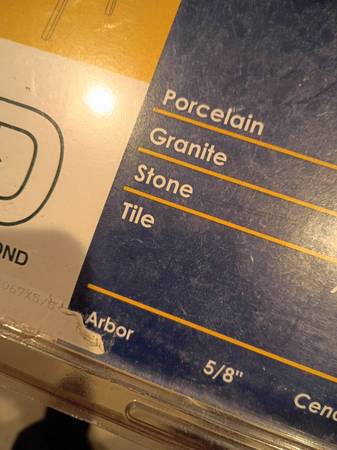 Porcelain
Granite
Stone
Tile
OND
Arbor
5/8"